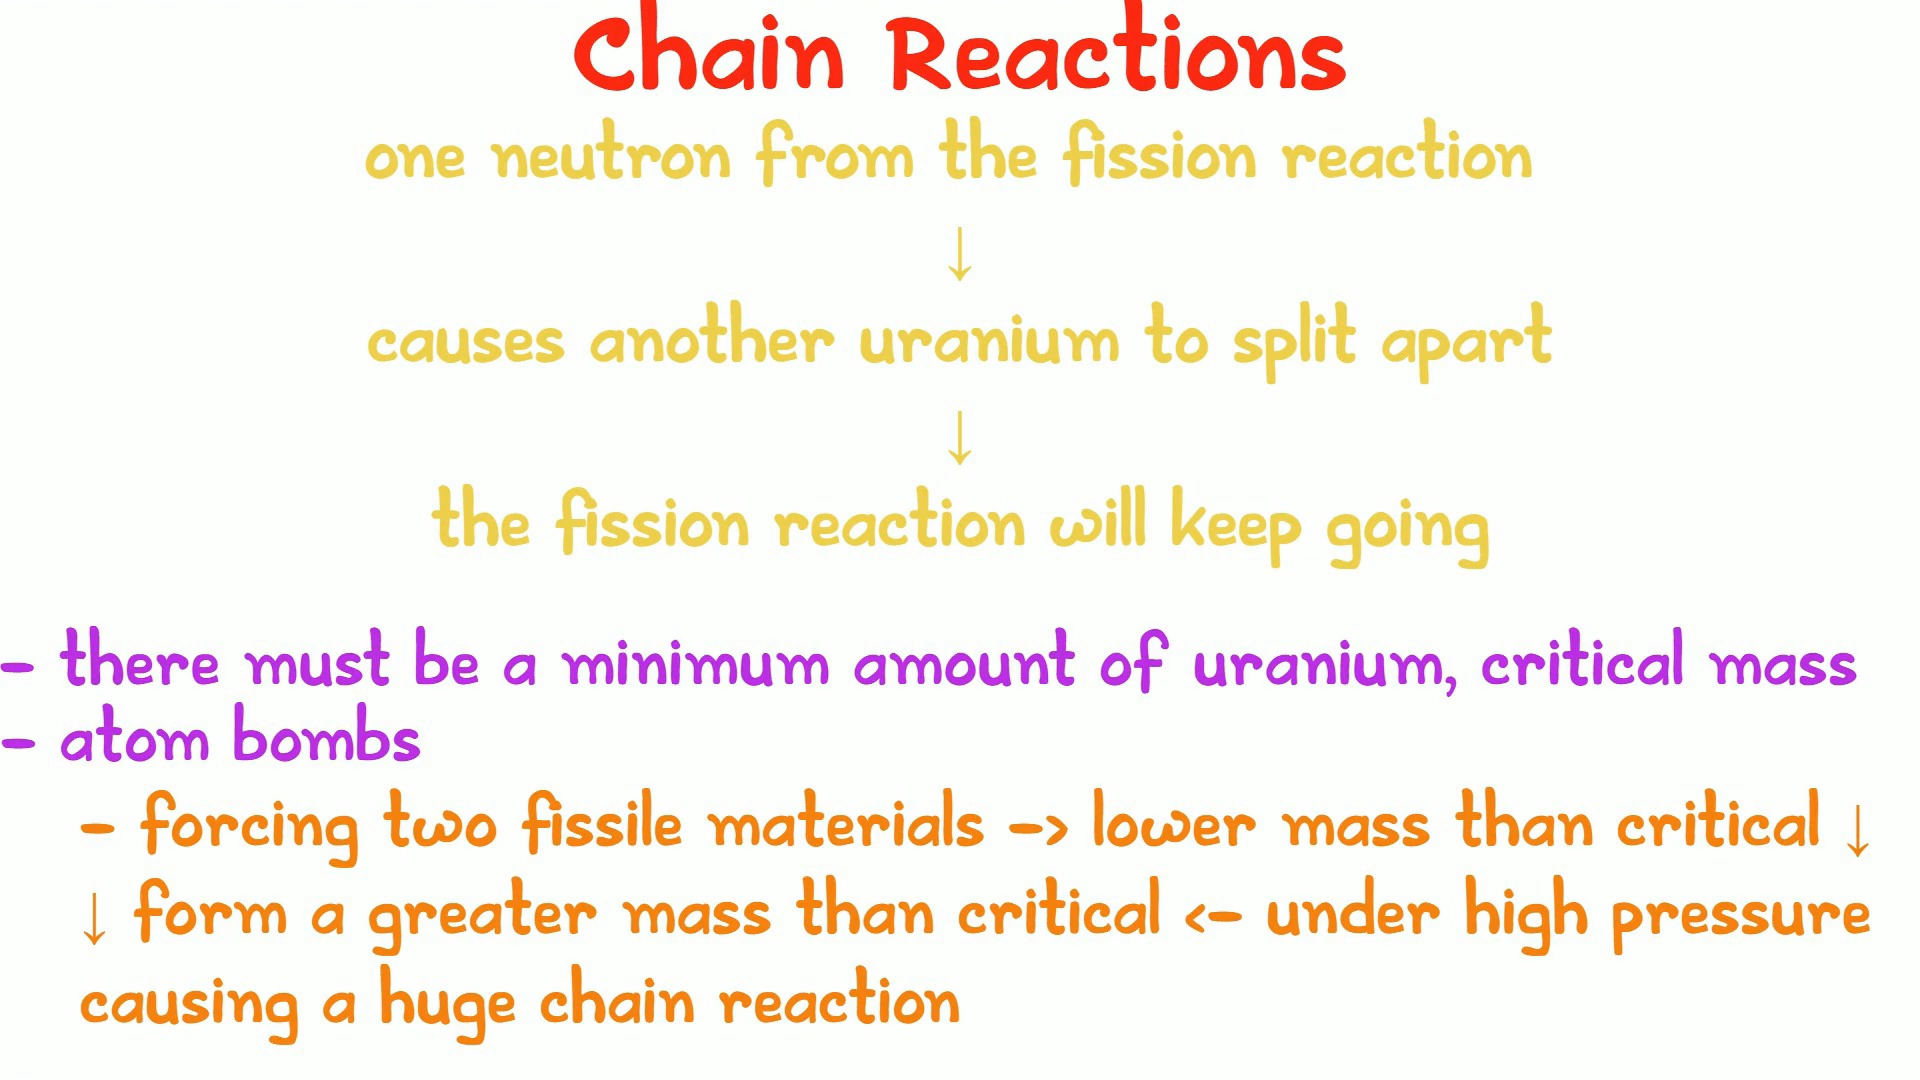 Chain Reactions
one neutron from the fission reaction
↓
causes another uranium to split apart
↓
the fission reaction will keep going
- there must be a minimum amount of uranium, critical mass
- atom bombs
- forcing two fissile materials -> lower mass than critical ↓
↓ form a greater mass than critical <- under high pressure
causing a huge chain reaction